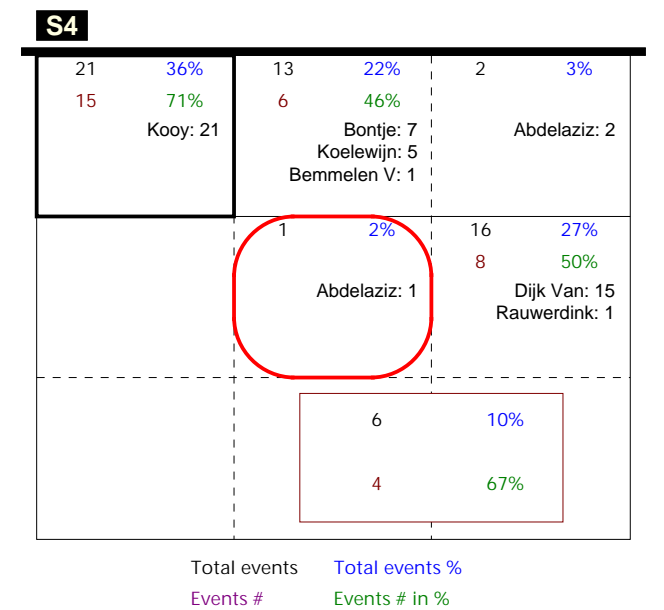 S4
21 36% 13 22% 2 3%
15 71% 6 46%
Kooy: 21 Bontje: 7 Abdelaziz: 2
Koelewijn: 5
Bemmelen V: 1
1 2% 16 27%
8 50%
Abdelaziz: 1 Dijk Van: 15
Rauwerdink: 1
6 10%
4 67%
Total events Total events %
Events # Events # in %